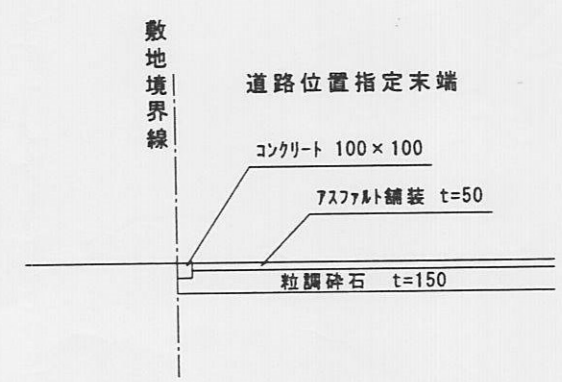 敷地境界線
道路位置指定末端
コンクリート 100×100
アスファルト舗装 t=50
粒調砕石 t=150